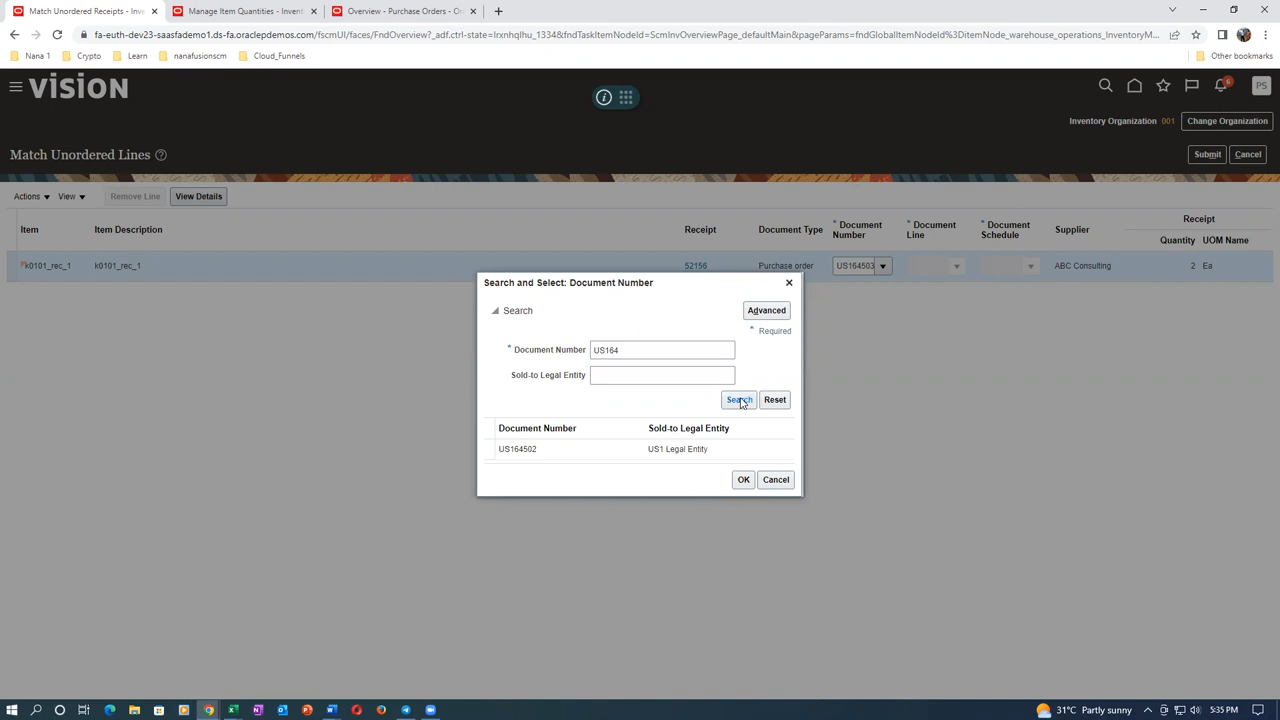 Match Unordered Receipts - Inve
Manage Item Quantities - Invent
Overview - Purchase Orders - Or
fa-euth-dev23-saasfademo1.ds-fa.oraclepdemos.com/fscmUI/faces/FndOverview?_adf.ctrl-state=lrxnhqlhu_1334&fndTaskItemNodeId=ScmInvOverviewPage_defaultMain&pageParams=fndGlobalItemNodeId%3DitemNode_warehouse_operations_InventoryM...
Nana 1
Crypto
Learn
nanafusionscm
Cloud_Funnels
Other bookmarks
VISION
6
PS
Inventory Organization 001
Change Organization
Match Unordered Lines
Submit
Cancel
Actions
View
Remove Line
View Details
Item
Item Description
Receipt
Document Type
* Document Number
* Document Line
* Document Schedule
Supplier
Receipt
Quantity
UOM Name
k0101_rec_1
k0101_rec_1
52156
Purchase order
US164503
ABC Consulting
2
Ea
Search and Select: Document Number
Search
Advanced
* Required
* Document Number
US164
Sold-to Legal Entity
Search
Reset
Document Number
Sold-to Legal Entity
US164502
US1 Legal Entity
OK
Cancel
31°C Partly sunny
5:35 PM